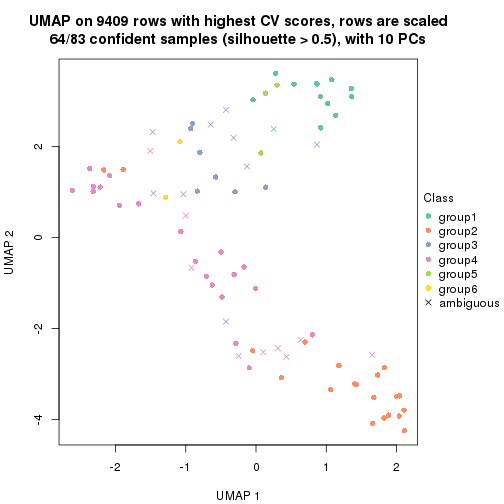 UMAP on 9409 rows with highest CV scores, rows are scaled
64/83 confident samples (silhouette > 0.5), with 10 PCs
UMAP 2
2
0
-2
-4
-2
-1
0
1
2
UMAP 1
Class
group1
group2
group3
group4
group5
group6
ambiguous